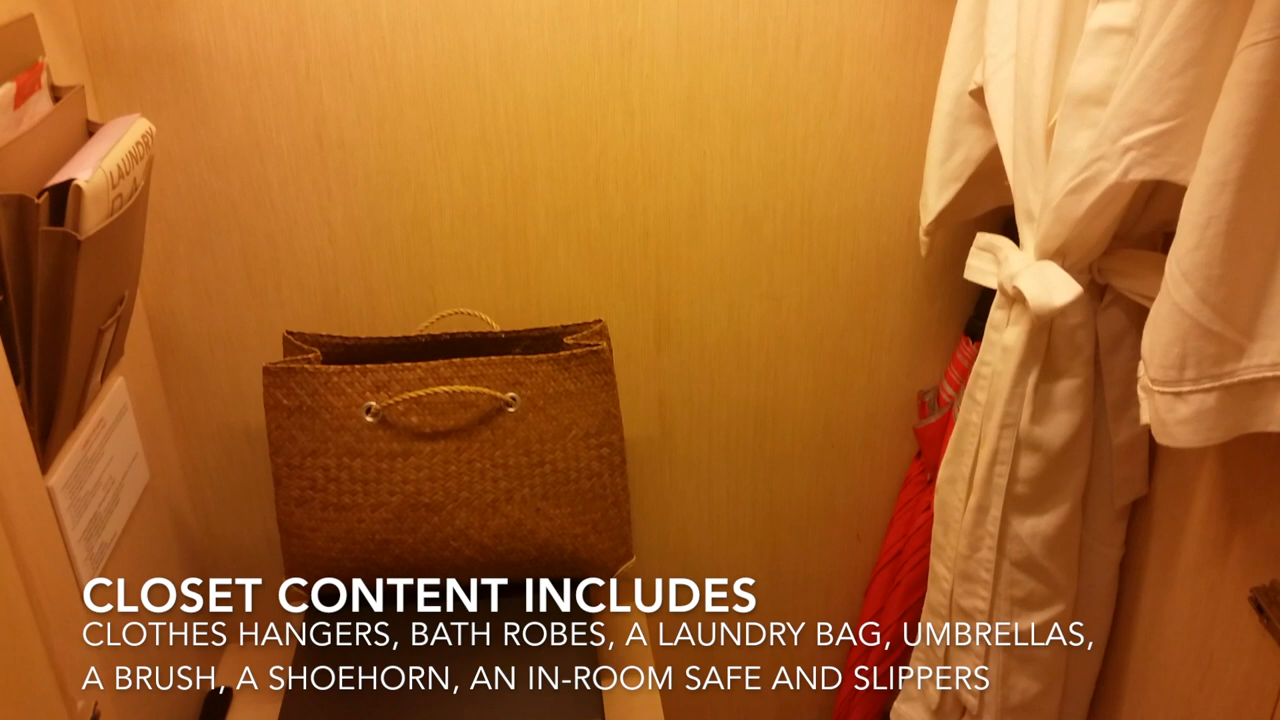 LAUNDRY
CLOSET CONTENT INCLUDES
CLOTHES HANGERS, BATH ROBES, A LAUNDRY BAG, UMBRELLAS,
A BRUSH, A SHOEHORN, AN IN-ROOM SAFE AND SLIPPERS